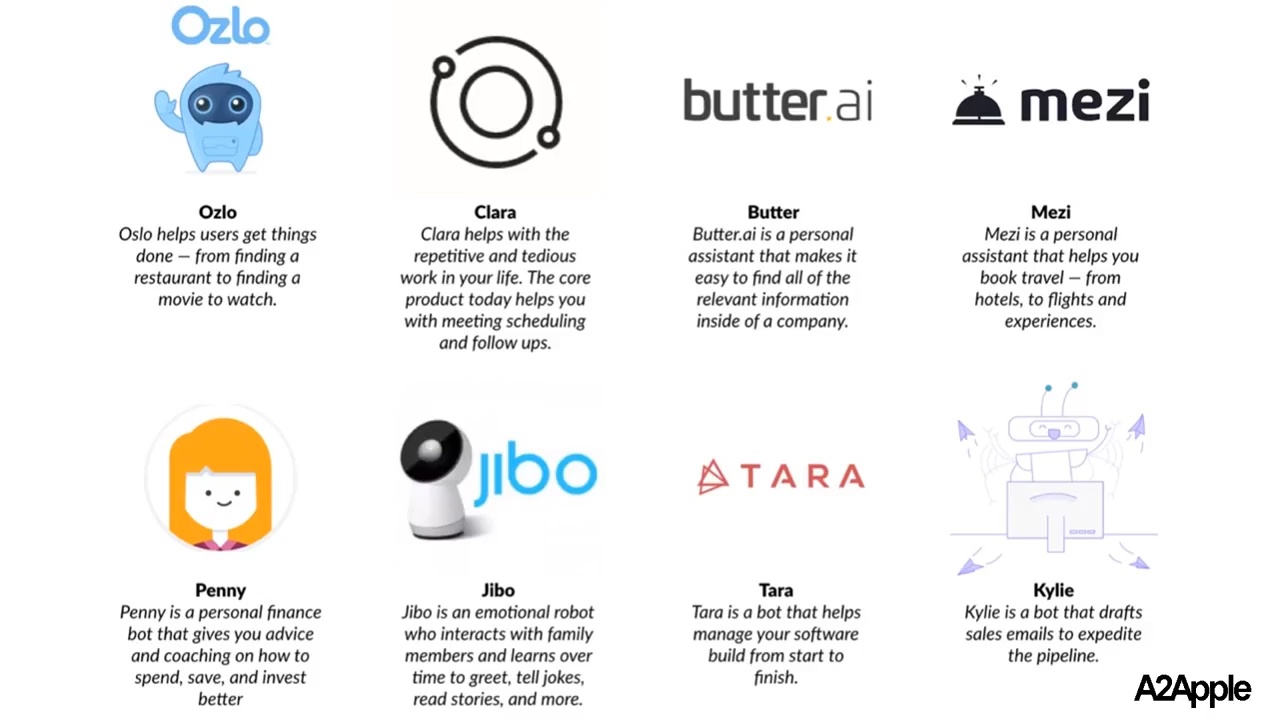 Ozlo
butter.ai
mezi
Ozlo
Oslo helps users get things
done — from finding a
restaurant to finding a
movie to watch.
Clara
Clara helps with the
repetitive and tedious
work in your life. The core
product today helps you
with meeting scheduling
and follow ups.
Butter
Butter.ai is a personal
assistant that makes it
easy to find all of the
relevant information
inside of a company.
Mezi
Mezi is a personal
assistant that helps you
book travel — from
hotels, to flights and
experiences.
jibo
TARA
Penny
Penny is a personal finance
bot that gives you advice
and coaching on how to
spend, save, and invest
better
Jibo
Jibo is an emotional robot
who interacts with family
members and learns over
time to greet, tell jokes,
read stories, and more.
Tara
Tara is a bot that helps
manage your software
build from start to
finish.
Kylie
Kylie is a bot that drafts
sales emails to expedite
the pipeline.
A2Apple